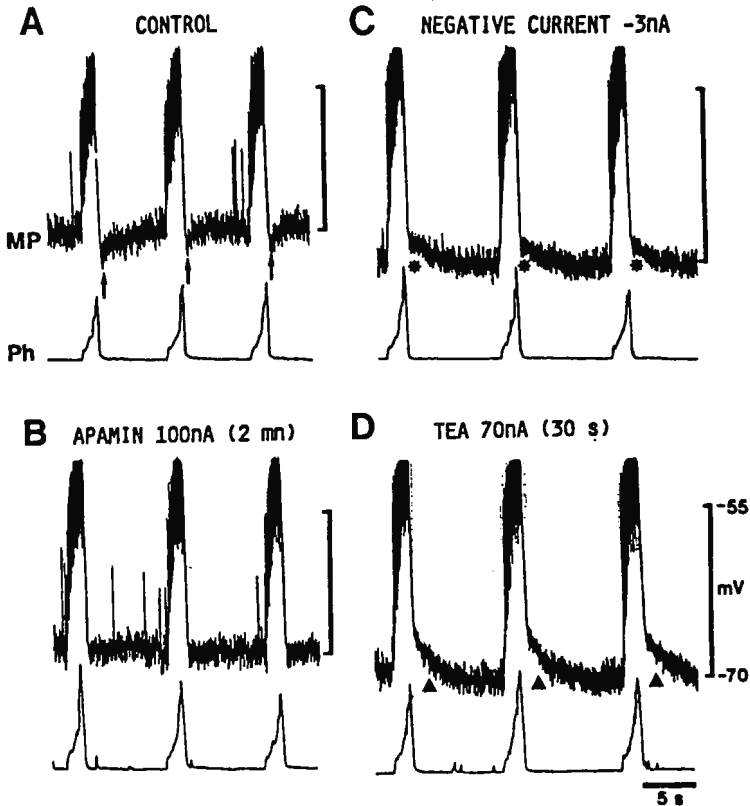 A CONTROL
C NEGATIVE CURRENT -3nA
MP
Ph
B APAMIN 100nA (2 mn)
D TEA 70nA (30 s)
-55
mV
-70
5 s